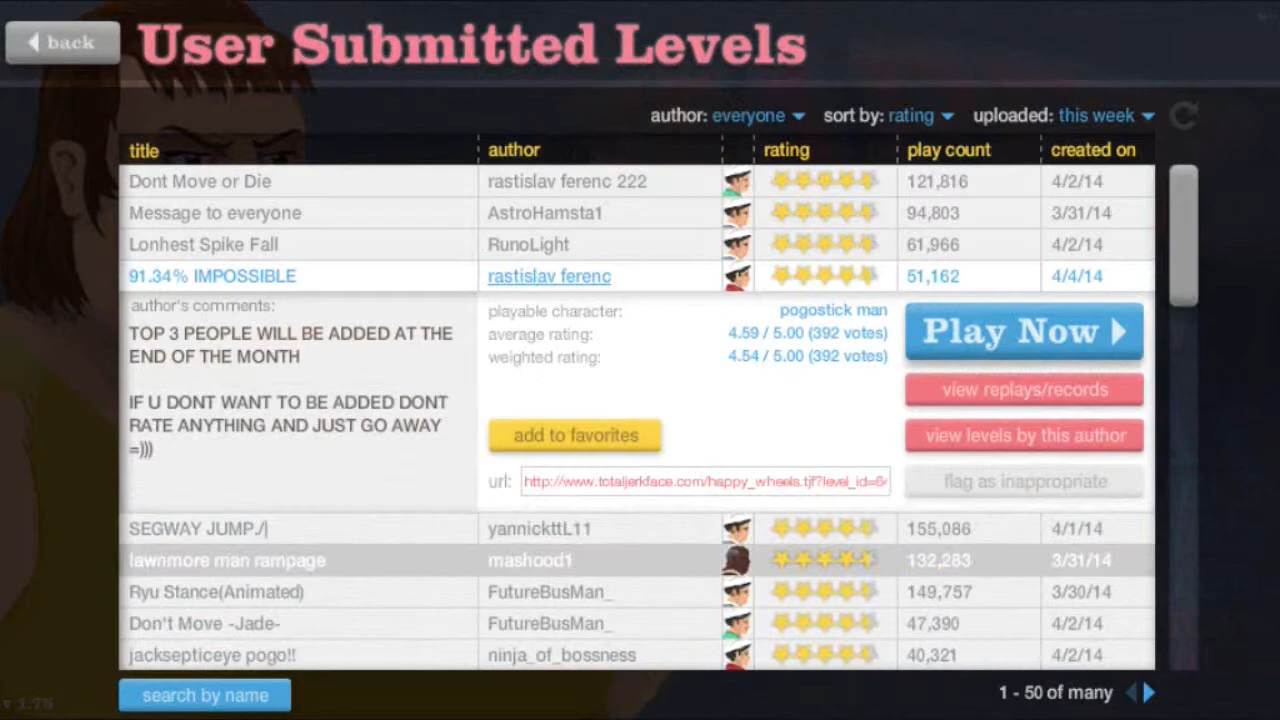 back
User Submitted Levels
author: everyone sort by: rating uploaded: this week
title author rating play count created on
Dont Move or Die rastislav ferenc 222 121,816 4/2/14
Message to everyone AstroHamsta1 94,803 3/31/14
Lonhest Spike Fall RunoLight 61,966 4/2/14
91.34% IMPOSSIBLE rastislav ferenc 51,162 4/4/14
author's comments:
TOP 3 PEOPLE WILL BE ADDED AT THE
END OF THE MONTH
IF U DONT WANT TO BE ADDED DONT
RATE ANYTHING AND JUST GO AWAY
=)))
playable character: pogostick man
average rating: 4.59 / 5.00 (392 votes)
weighted rating: 4.54 / 5.00 (392 votes)
add to favorites
url: http://www.totaljerkface.com/happy_wheels.tjf?level_id=6
Play Now
view replays/records
view levels by this author
flag as inappropriate
SEGWAY JUMP./| yannickttL11 155,086 4/1/14
lawnmore man rampage mashood1 132,283 3/31/14
Ryu Stance(Animated) FutureBusMan_ 149,757 3/30/14
Don't Move -Jade- FutureBusMan_ 47,390 4/2/14
jacksepticeye pogo!! ninja_of_bossness 40,321 4/2/14
search by name
1 - 50 of many